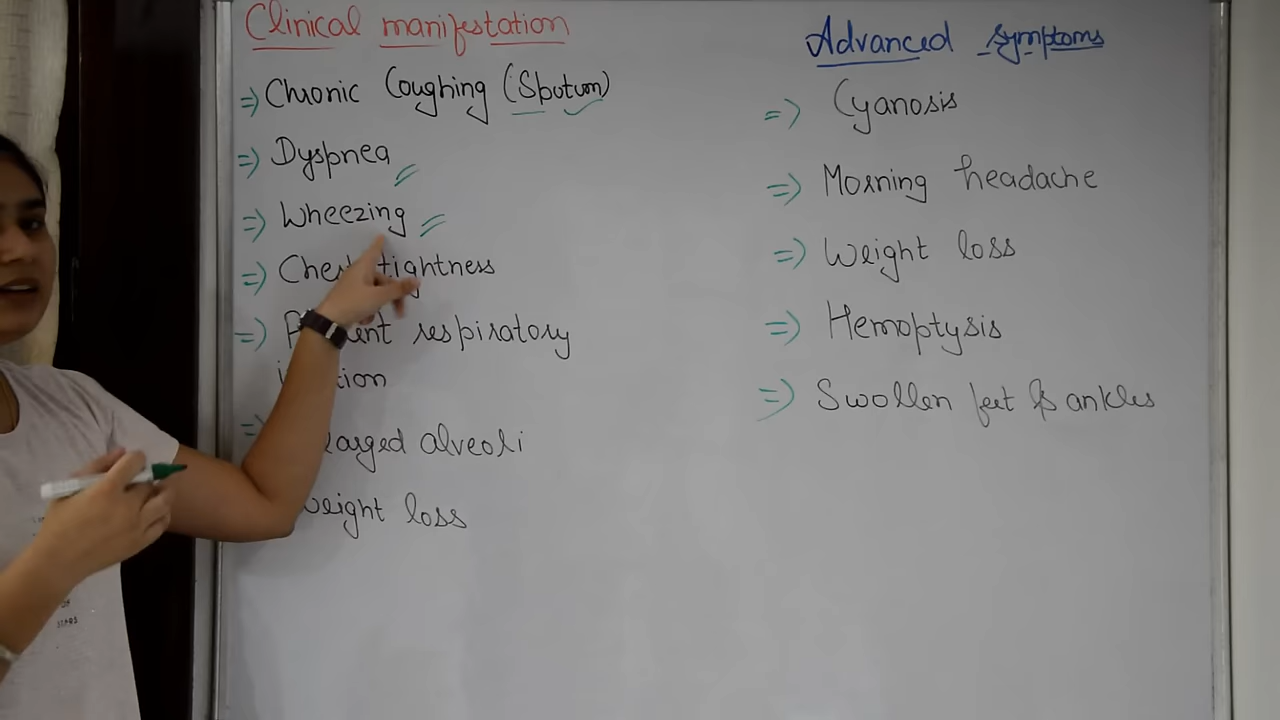 Clinical manifestation
=> Chronic Coughing (Sputum)
=> Dyspnea
=> Wheezing
=> Chest tightness
=> respiratory
=> alveoli
weight loss
Advanced symptoms
=> Cyanosis
=> Morning headache
=> Weight loss
=> Hemoptysis
=> Swollen feet & ankles